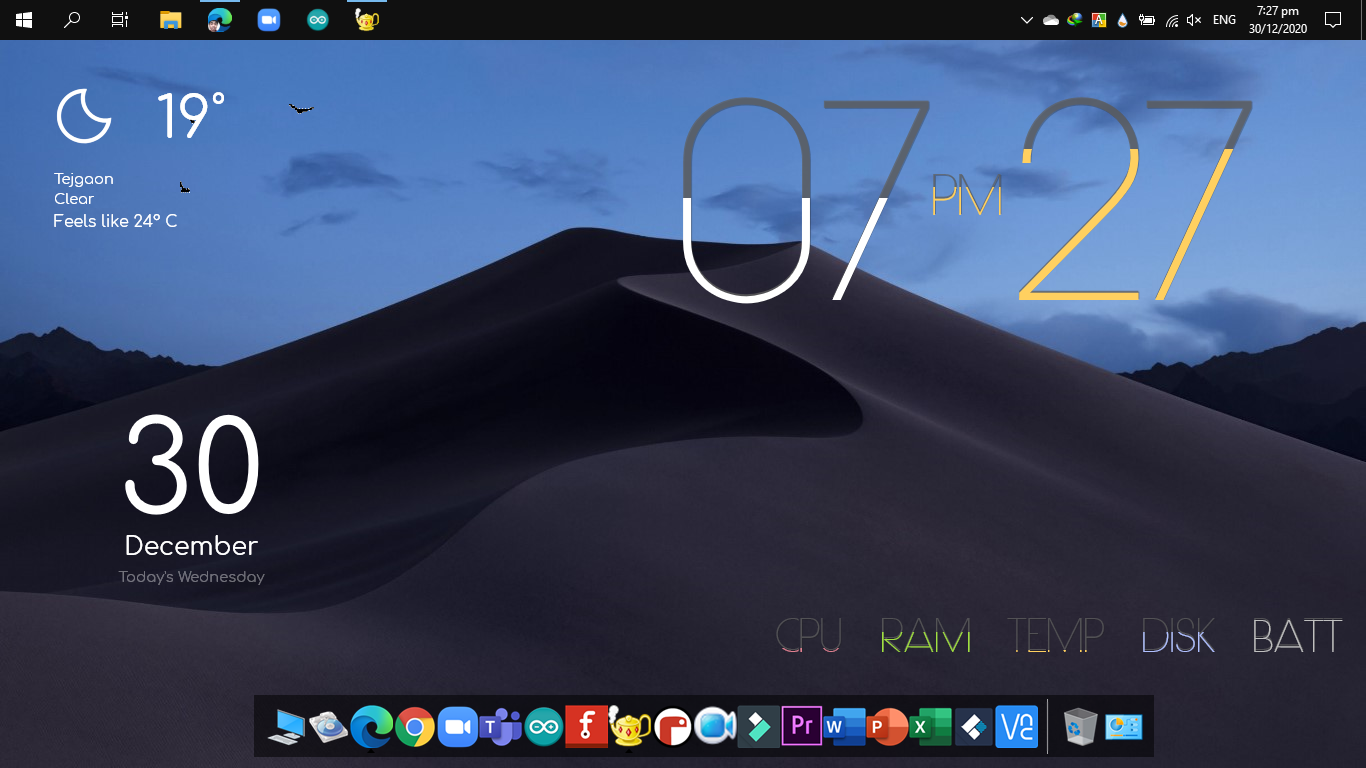 ENG
7:27 pm
30/12/2020
19°
Tejgaon
Clear
Feels like 24° C
07
PM
27
30
December
Today's Wednesday
CPU RAM TEMP DISK BATT
T f Pr W P X V2